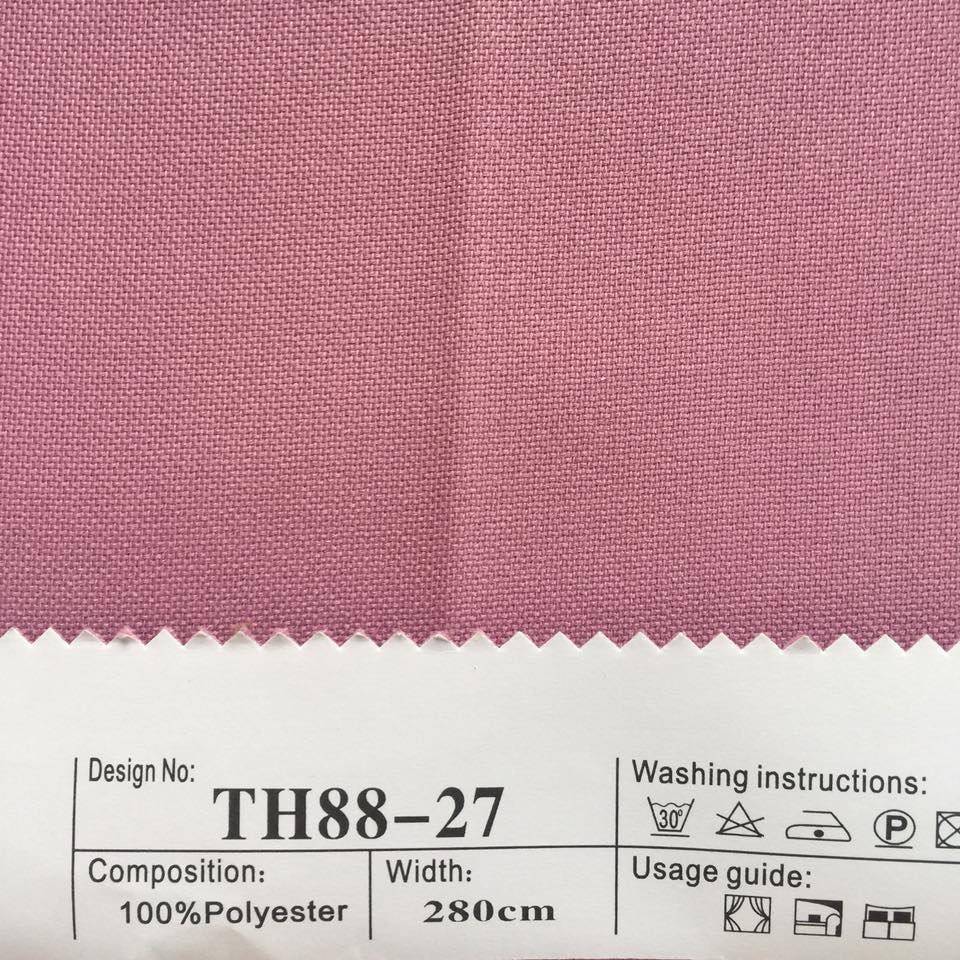 Design No:
TH88-27
Composition:
100%Polyester
Width:
280cm
Washing instructions:
30°
P
Usage guide: